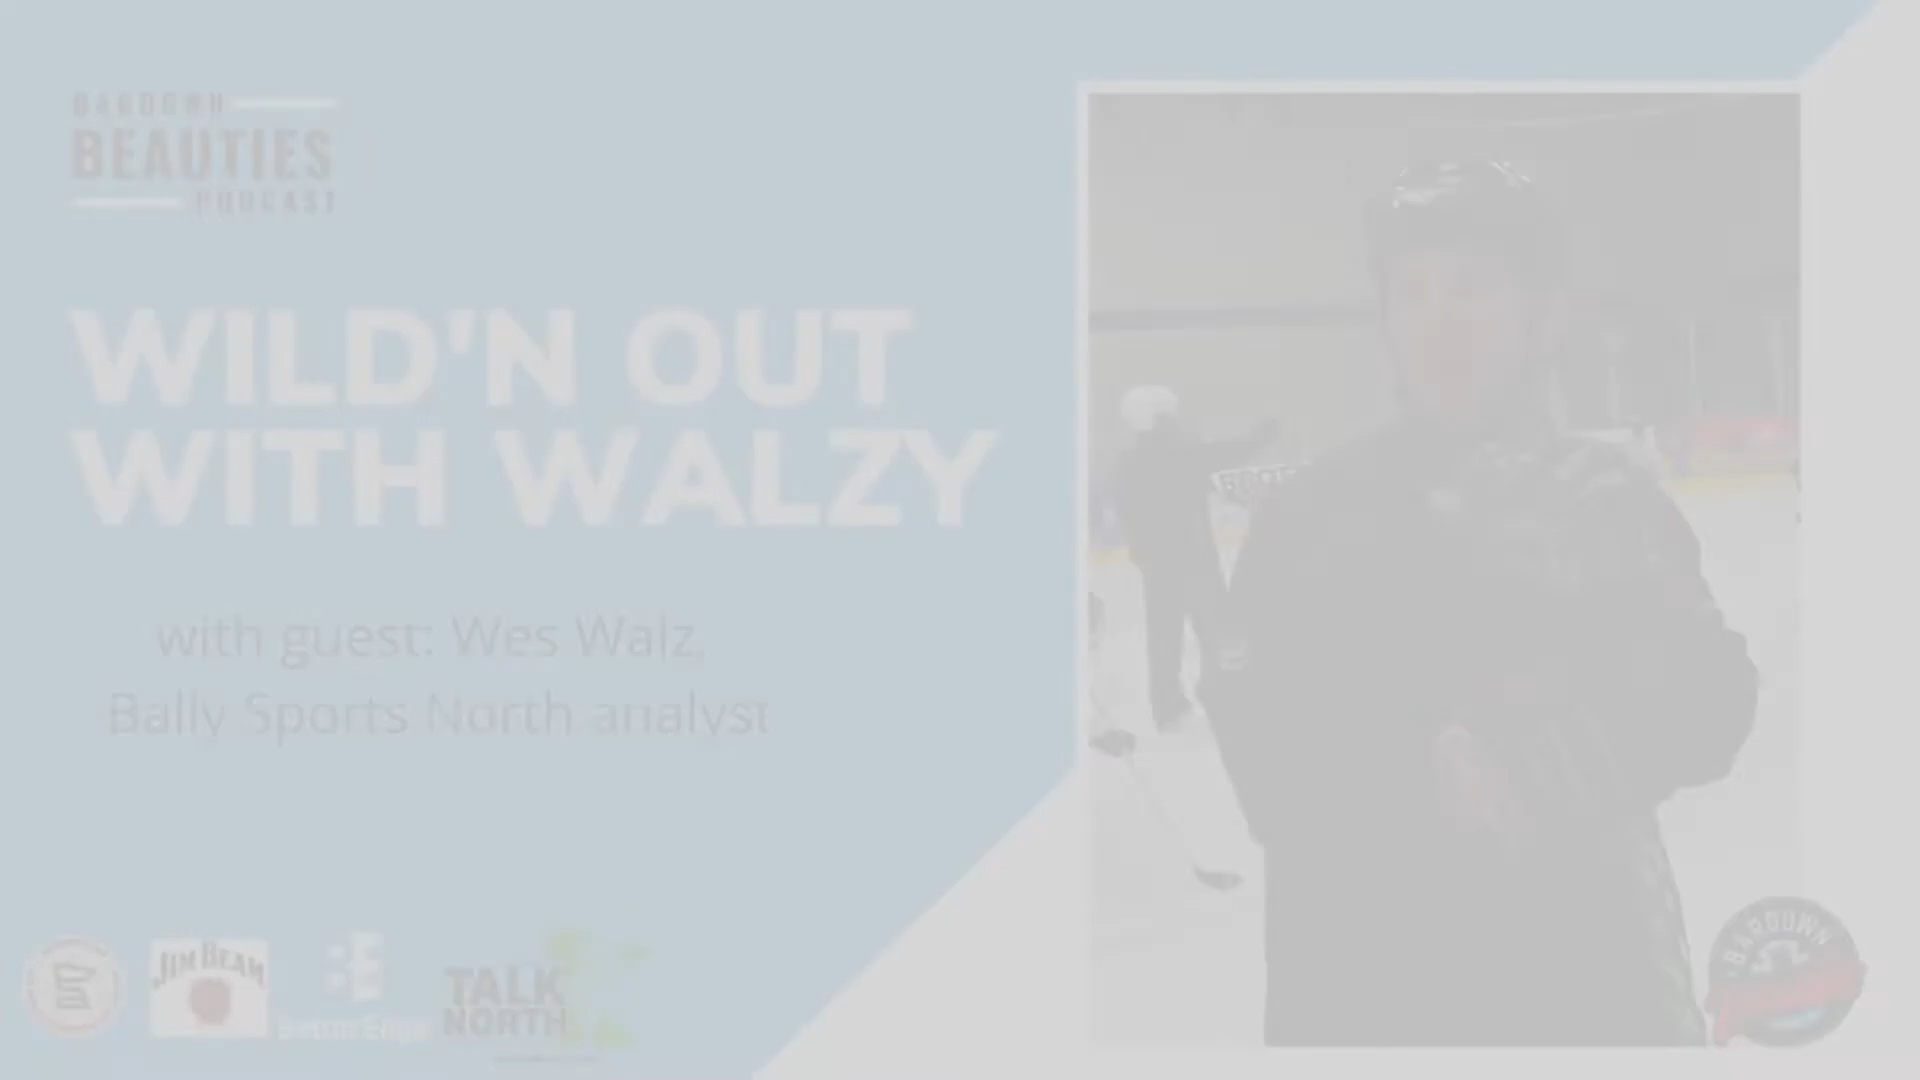 BARDOWN
BEAUTIES
PODCAST
WILD'N OUT
WITH WALZY
with guest: Wes Walz,
Bally Sports North analyst
JIM BEAM
TALK
NORTH
BARDOWN